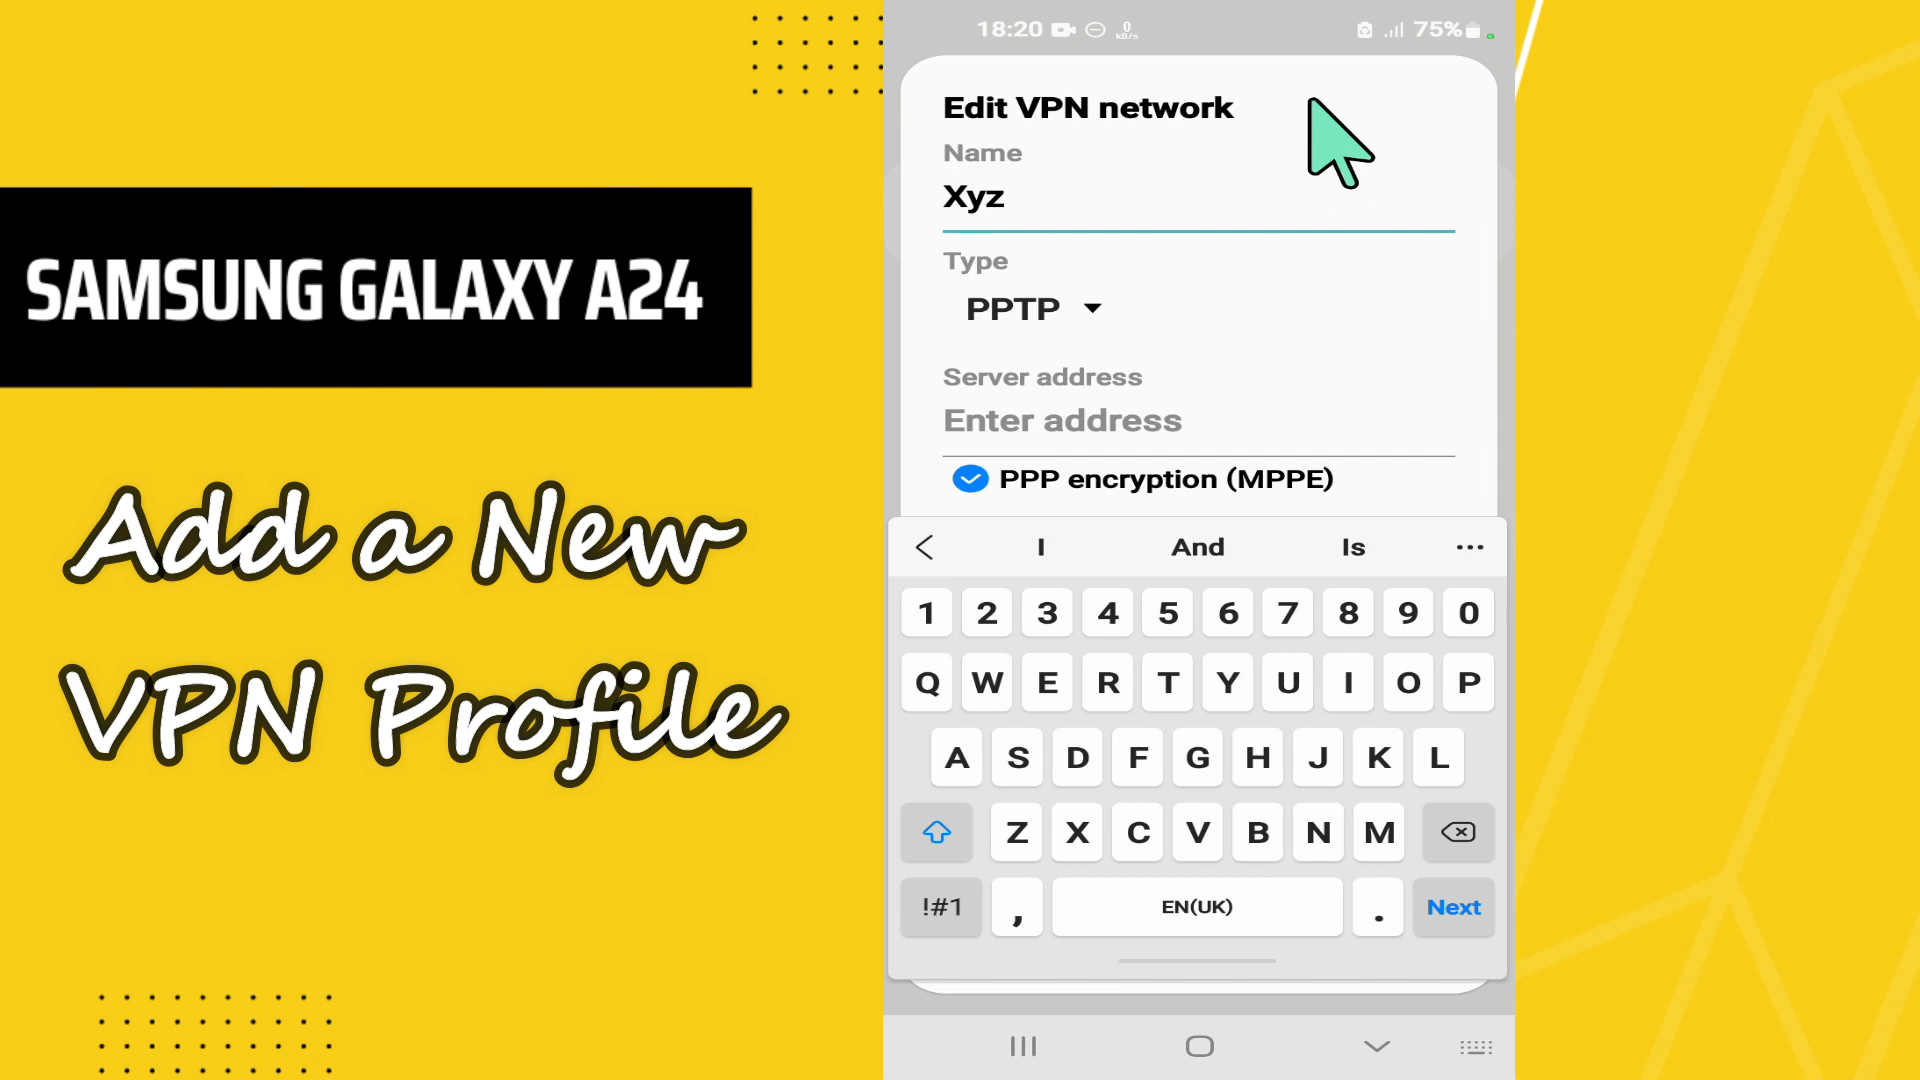 SAMSUNG GALAXY A24
Add a New
VPN Profile
18:20 0 KB/s 75%
Edit VPN network
Name
Xyz
Type
PPTP
Server address
Enter address
PPP encryption (MPPE)
I And Is ...
1 2 3 4 5 6 7 8 9 0
Q W E R T Y U I O P
A S D F G H J K L
Z X C V B N M
!#1 , EN(UK) . Next